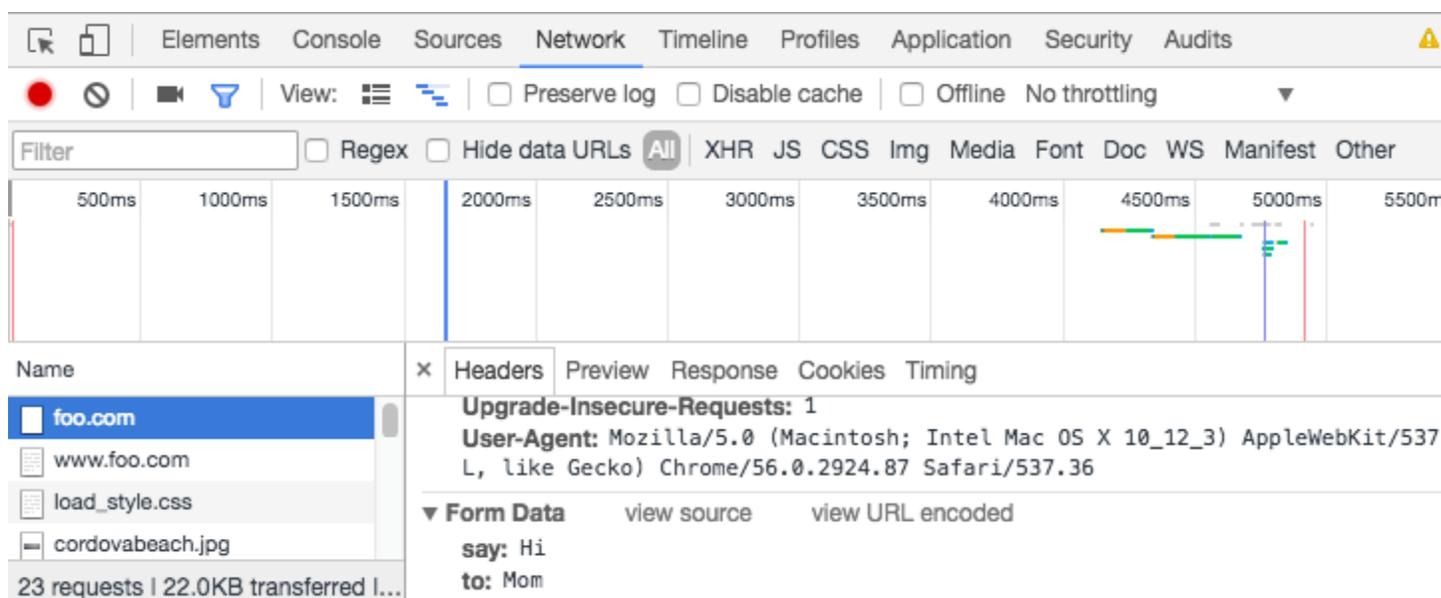 Elements Console Sources Network Timeline Profiles Application Security Audits
View: Preserve log Disable cache Offline No throttling
Filter Regex Hide data URLs All XHR JS CSS Img Media Font Doc WS Manifest Other
500ms 1000ms 1500ms 2000ms 2500ms 3000ms 3500ms 4000ms 4500ms 5000ms 5500m
Name
foo.com
www.foo.com
load_style.css
cordovabeach.jpg
23 requests | 22.0KB transferred |...
× Headers Preview Response Cookies Timing
Upgrade-Insecure-Requests: 1
User-Agent: Mozilla/5.0 (Macintosh; Intel Mac OS X 10_12_3) AppleWebKit/537
L, like Gecko) Chrome/56.0.2924.87 Safari/537.36
▼ Form Data view source view URL encoded
say: Hi
to: Mom